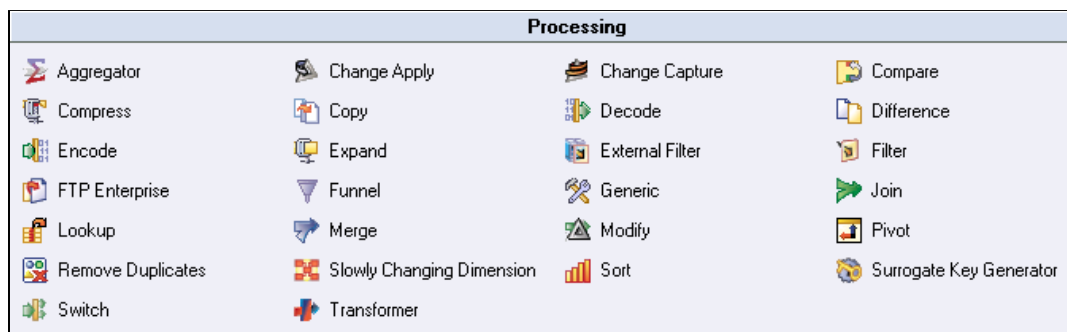 Processing
Aggregator Change Apply Change Capture Compare
Compress Copy Decode Difference
Encode Expand External Filter Filter
FTP Enterprise Funnel Generic Join
Lookup Merge Modify Pivot
Remove Duplicates Slowly Changing Dimension Sort Surrogate Key Generator
Switch Transformer